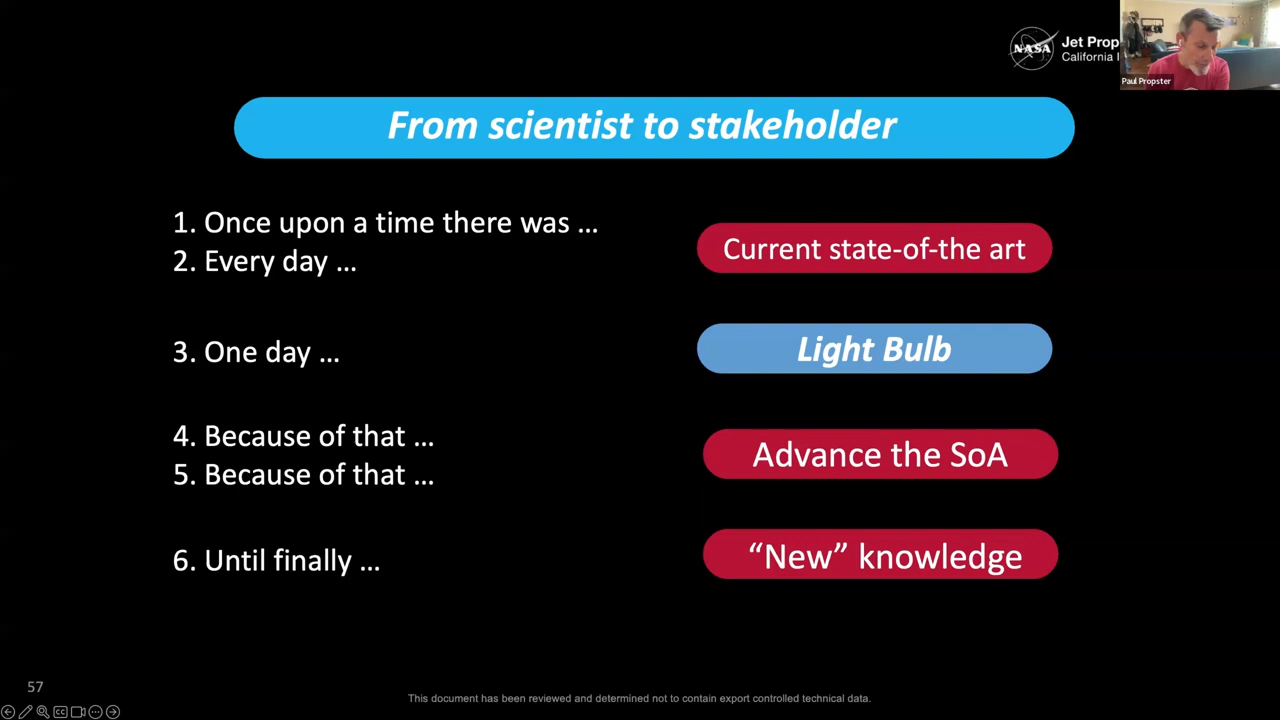 NASA
Jet Prop
California I
Paul Propster
From scientist to stakeholder
1. Once upon a time there was ...
2. Every day ...
Current state-of-the art
3. One day ...
Light Bulb
4. Because of that ...
5. Because of that ...
Advance the SoA
6. Until finally ...
“New” knowledge
57
This document has been reviewed and determined not to contain export controlled technical data.
CC